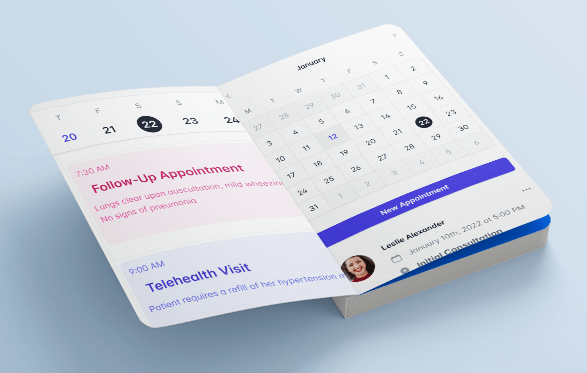 T F S S M
20 21 22 23 24
7:30 AM
Follow-Up Appointment
Lungs clear upon auscultation, mild wheezing
No signs of pneumonia
9:00 AM
Telehealth Visit
Patient requires a refill of her hypertension m
January
M T W T F S S
27 28 29 30 31 1 2
3 4 5 6 7 8 9
10 11 12 13 14 15 16
17 18 19 20 21 22 23
24 25 26 27 28 29 30
31 1 2 3 4 5 6
New Appointment
Leslie Alexander
January 10th, 2022 at 5:00 PM
Initial Consultation